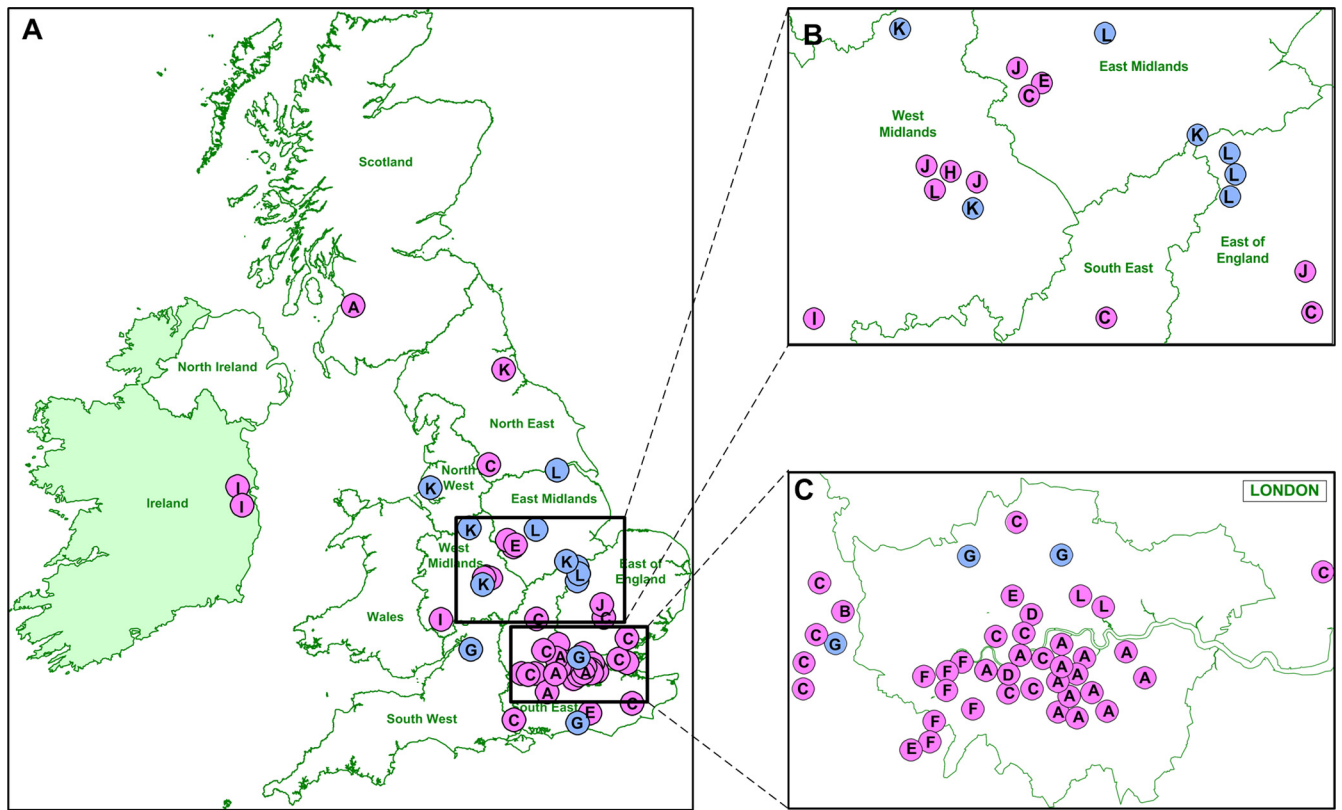 A
Scotland
A
North Ireland
K
North East
C
North
West
L
K
I
I
Ireland
East Midlands
K
L
E
West
Midlands
K
K
L
East of
England
J
C
Wales
I
C
G
C
C
A
G
C
C
A
A
A
C
South West
South East
C
E
G
C
B
K
L
East Midlands
J
E
C
West
Midlands
K
L
L
L
J
H
J
L
K
East of
England
South East
J
I
C
C
C
LONDON
C
G
G
C
C
B
E
L
L
D
C
G
C
C
A
A
C
A
A
C
F
F
F
A
D
A
A
A
C
F
C
C
A
A
A
F
F
A
A
A
E
F